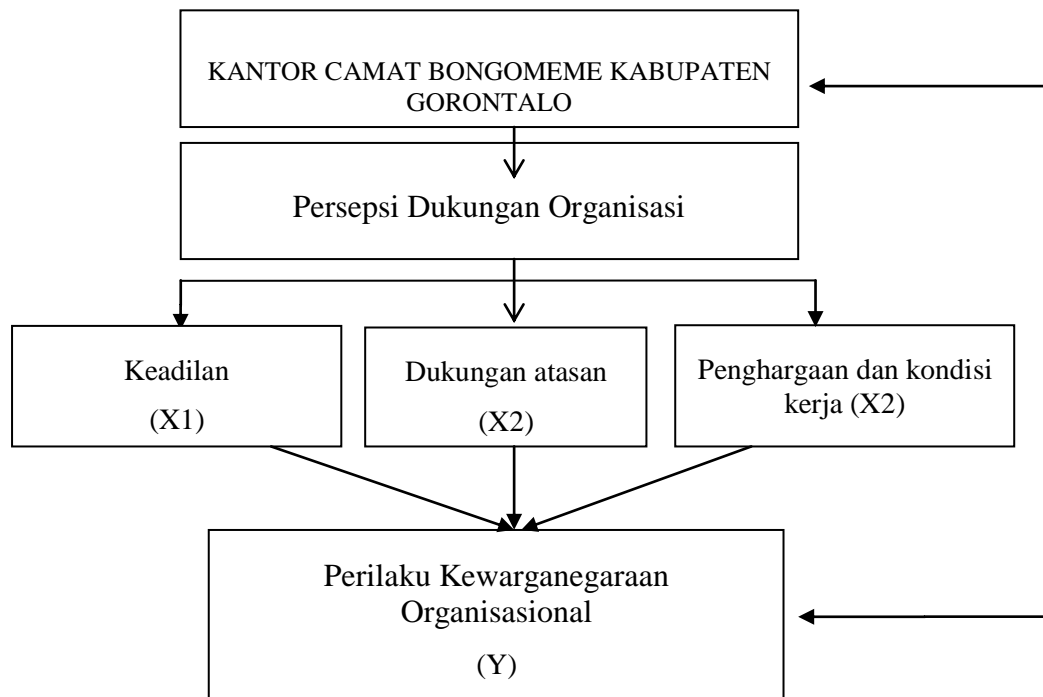 KANTOR CAMAT BONGOMEME KABUPATEN
GORONTALO
Persepsi Dukungan Organisasi
Keadilan
(X1)
Dukungan atasan
(X2)
Penghargaan dan kondisi
kerja (X2)
Perilaku Kewarganegaraan
Organisasional
(Y)